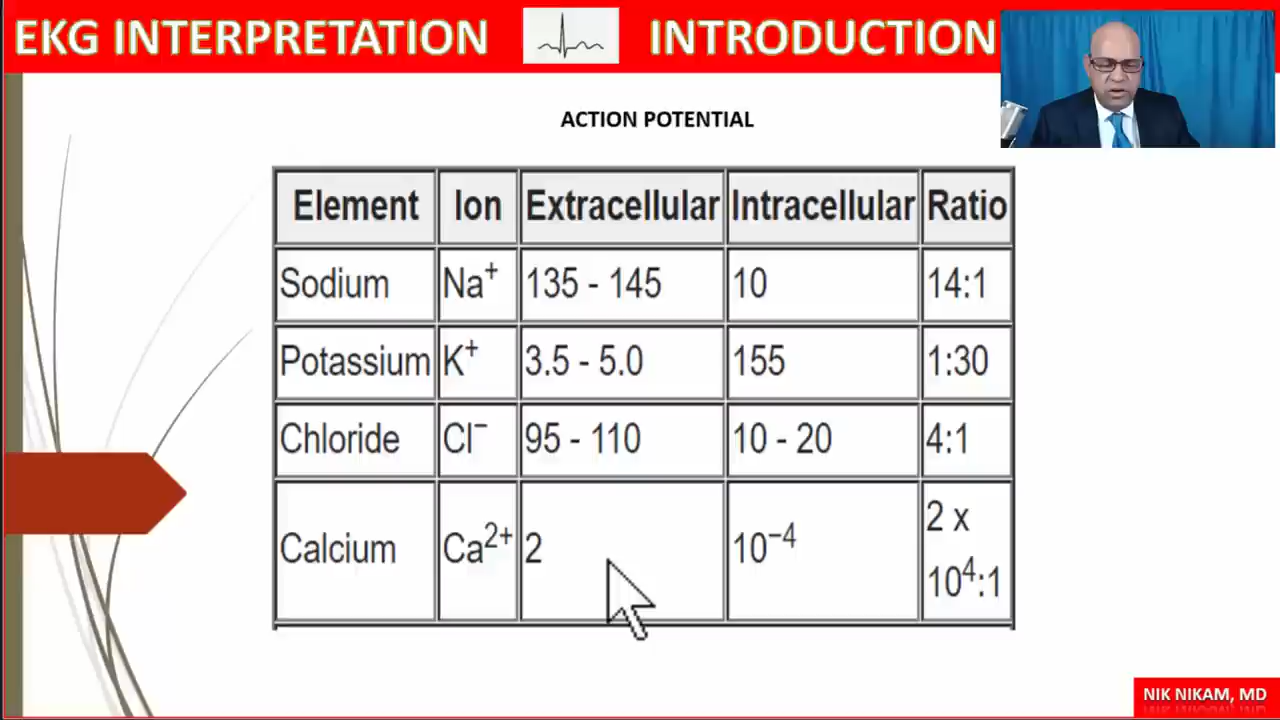 EKG INTERPRETATION INTRODUCTION
ACTION POTENTIAL
Element Ion Extracellular Intracellular Ratio
Sodium Na⁺ 135 - 145 10 14:1
Potassium K⁺ 3.5 - 5.0 155 1:30
Chloride Cl⁻ 95 - 110 10 - 20 4:1
Calcium Ca²⁺ 2 10⁻⁴ 2 x
10⁴:1
NIK NIKAM, MD